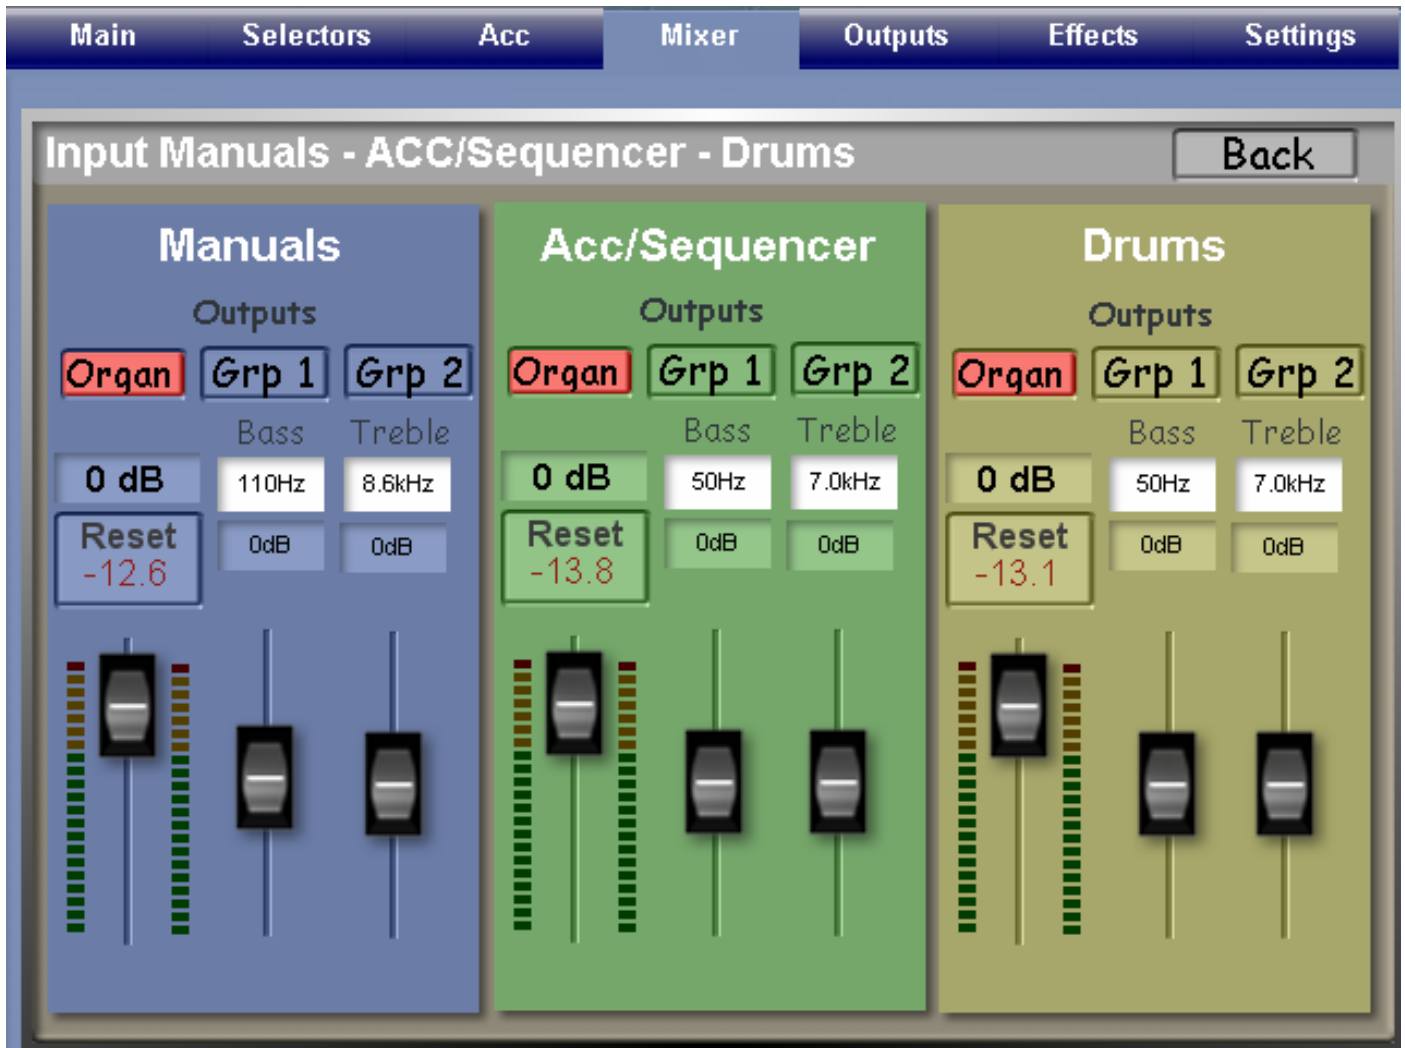 Main Selectors Acc Mixer Outputs Effects Settings
Input Manuals - ACC/Sequencer - Drums Back
Manuals
Outputs
Organ Grp 1 Grp 2
Bass Treble
0 dB 110Hz 8.6kHz
Reset 0dB 0dB
-12.6
Acc/Sequencer
Outputs
Organ Grp 1 Grp 2
Bass Treble
0 dB 50Hz 7.0kHz
Reset 0dB 0dB
-13.8
Drums
Outputs
Organ Grp 1 Grp 2
Bass Treble
0 dB 50Hz 7.0kHz
Reset 0dB 0dB
-13.1